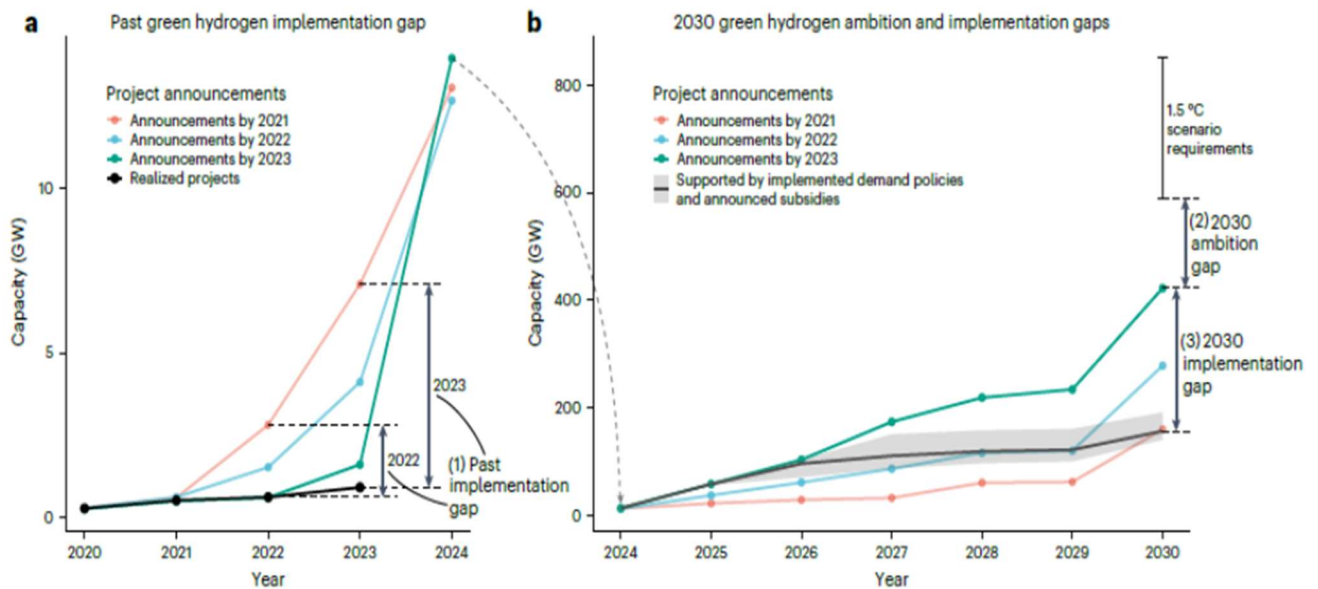 a
Past green hydrogen implementation gap
Project announcements
Announcements by 2021
Announcements by 2022
Announcements by 2023
Realized projects
Capacity (GW)
10
5
0
2023
2022
(1) Past
implementation
gap
2020 2021 2022 2023 2024
Year
b
2030 green hydrogen ambition and implementation gaps
Project announcements
Announcements by 2021
Announcements by 2022
Announcements by 2023
Supported by implemented demand policies
and announced subsidies
Capacity (GW)
800
600
400
200
0
1.5 °C
scenario
requirements
(2) 2030
ambition
gap
(3) 2030
implementation
gap
2024 2025 2026 2027 2028 2029 2030
Year